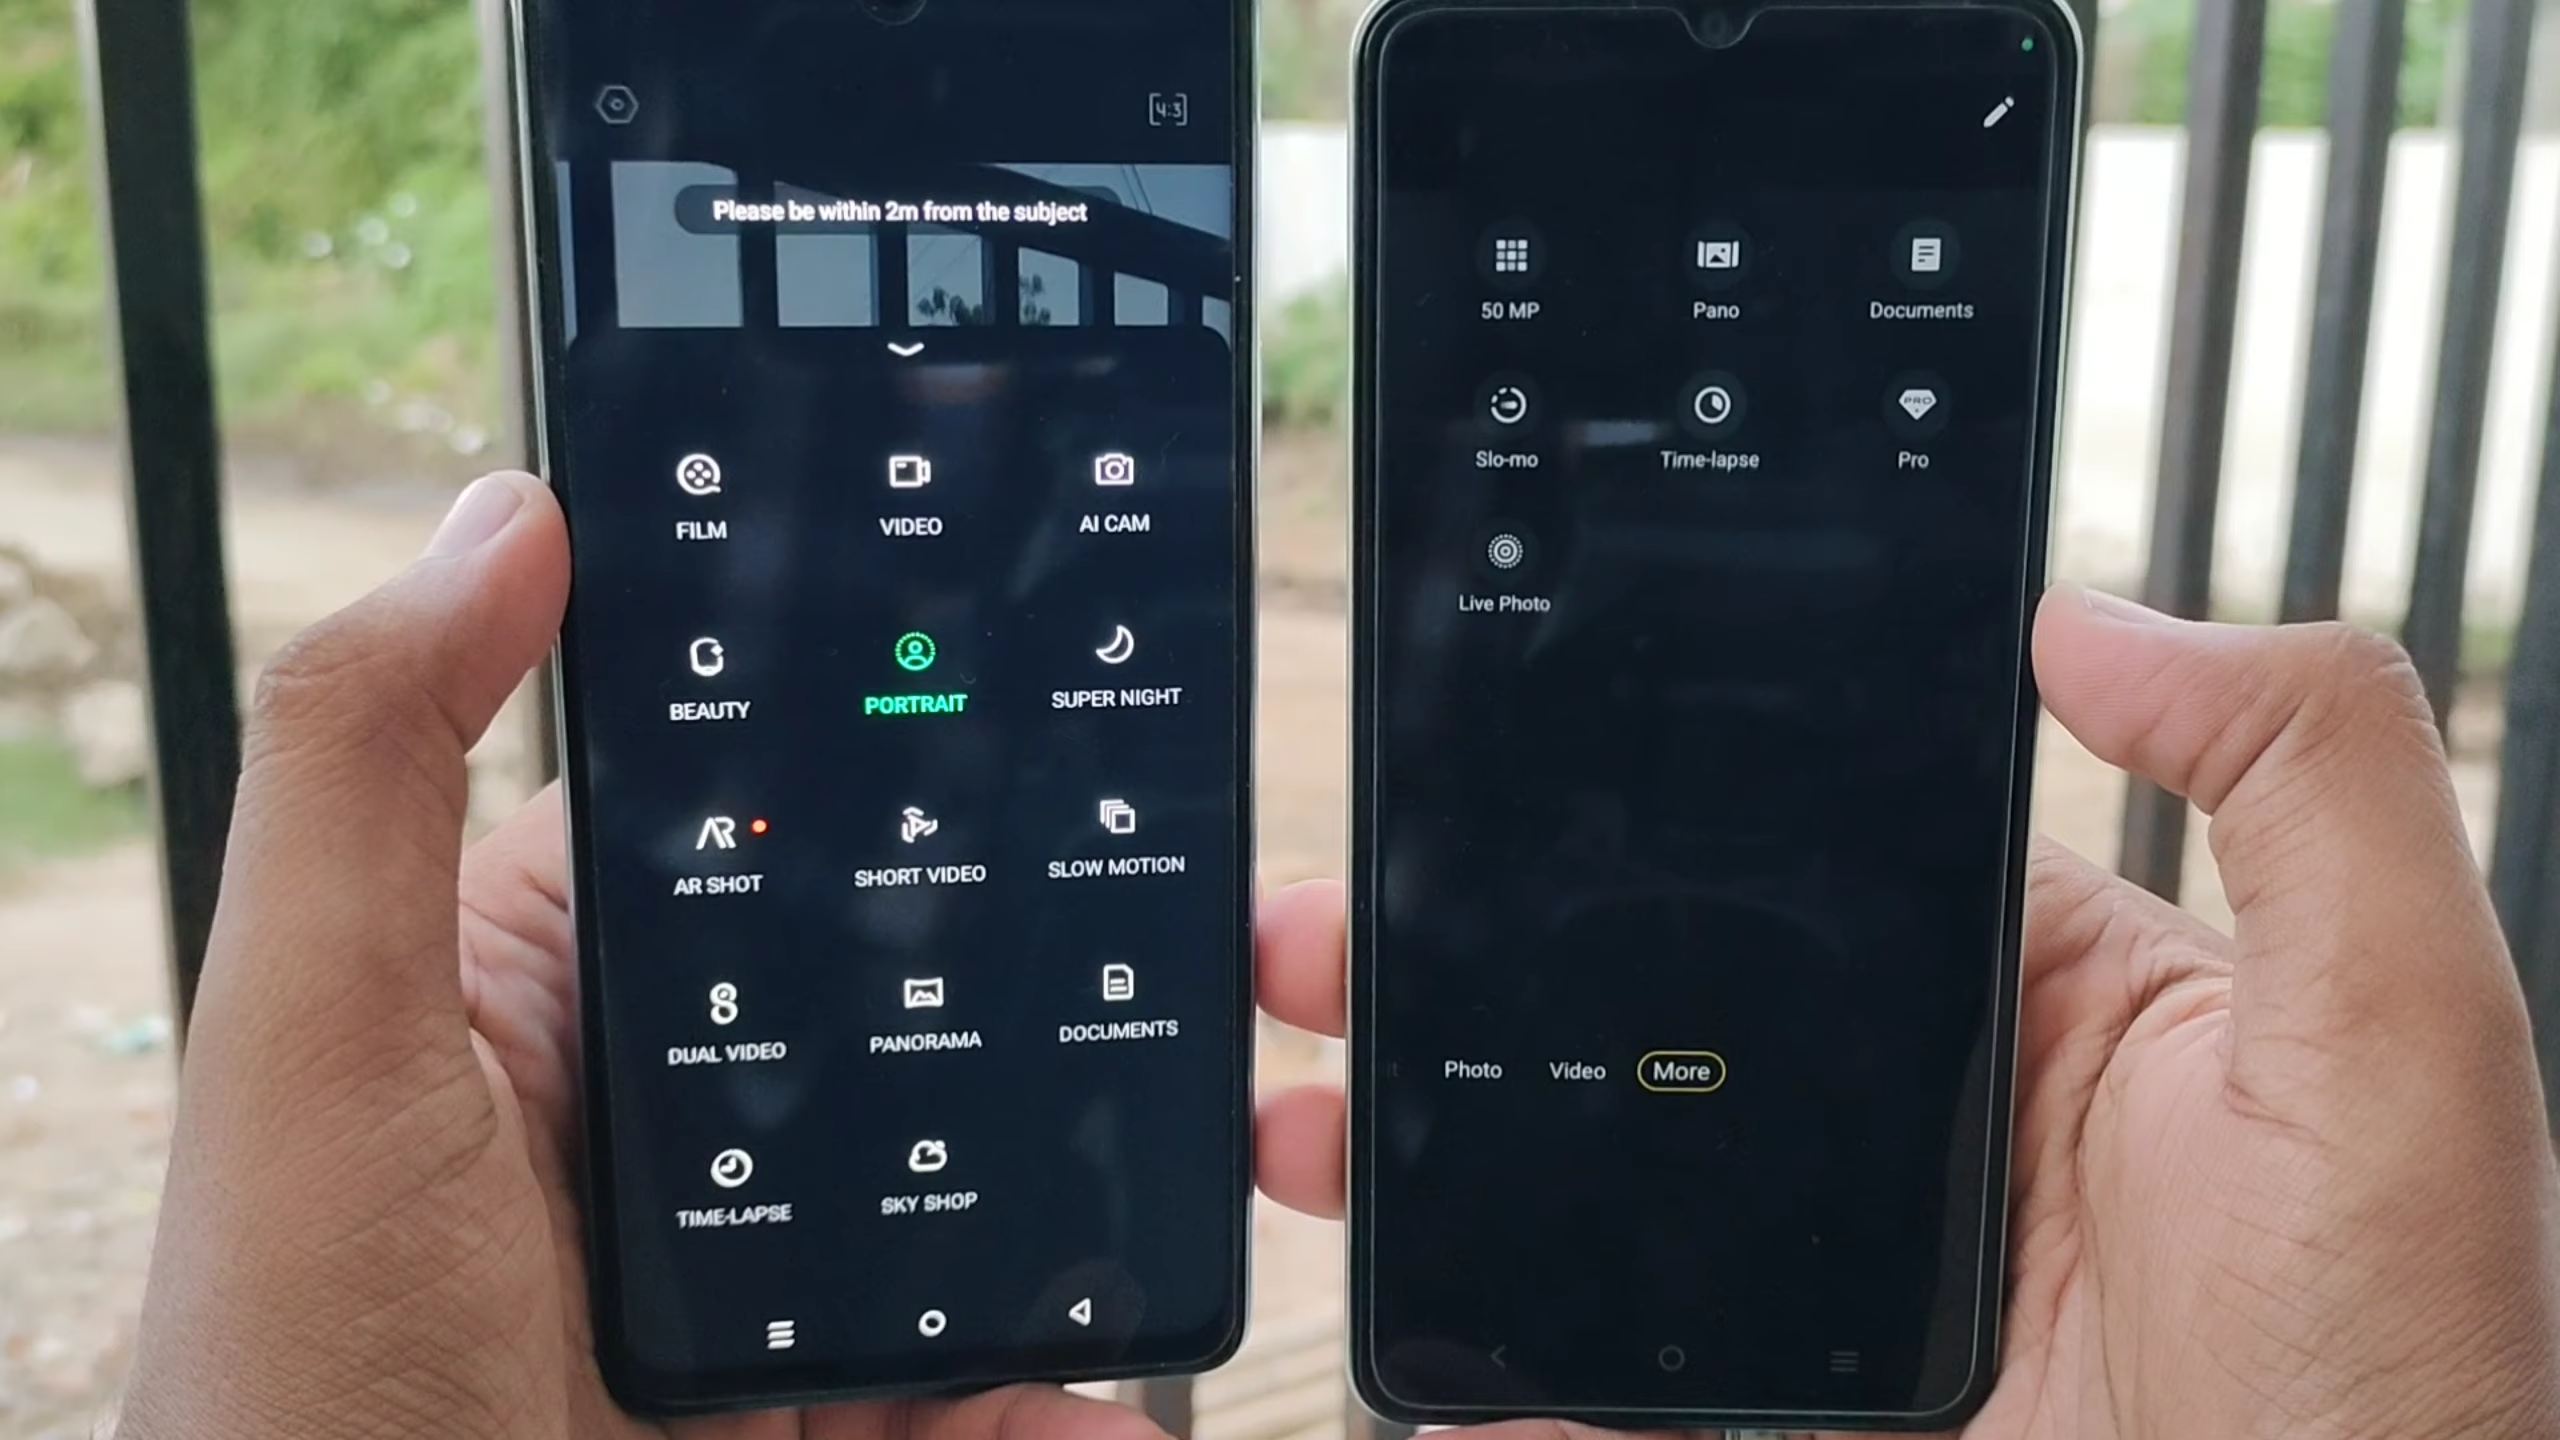 4:3
Please be within 2m from the subject
FILM
VIDEO
AI CAM
BEAUTY
PORTRAIT
SUPER NIGHT
AR
AR SHOT
SHORT VIDEO
SLOW MOTION
DUAL VIDEO
PANORAMA
DOCUMENTS
TIME-LAPSE
SKY SHOP
50 MP
Pano
Documents
Slo-mo
Time-lapse
PRO
Pro
Live Photo
Photo
Video
More